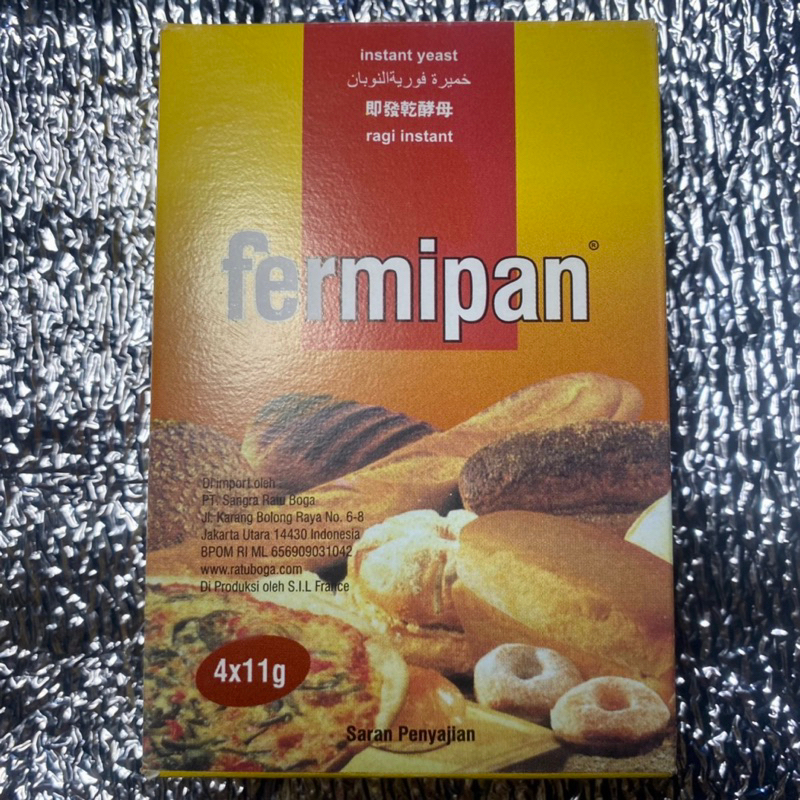 instant yeast
خميرة فوريةالنوبان
即發乾酵母
ragi instant
fermipan®
Di import oleh :
PT. Sangra Ratu Boga
Jl. Karang Bolong Raya No. 6-8
Jakarta Utara 14430 Indonesia
BPOM RI ML 656909031042
www.ratuboga.com
Di Produksi oleh S.I.L France
4x11g
Saran Penyajian